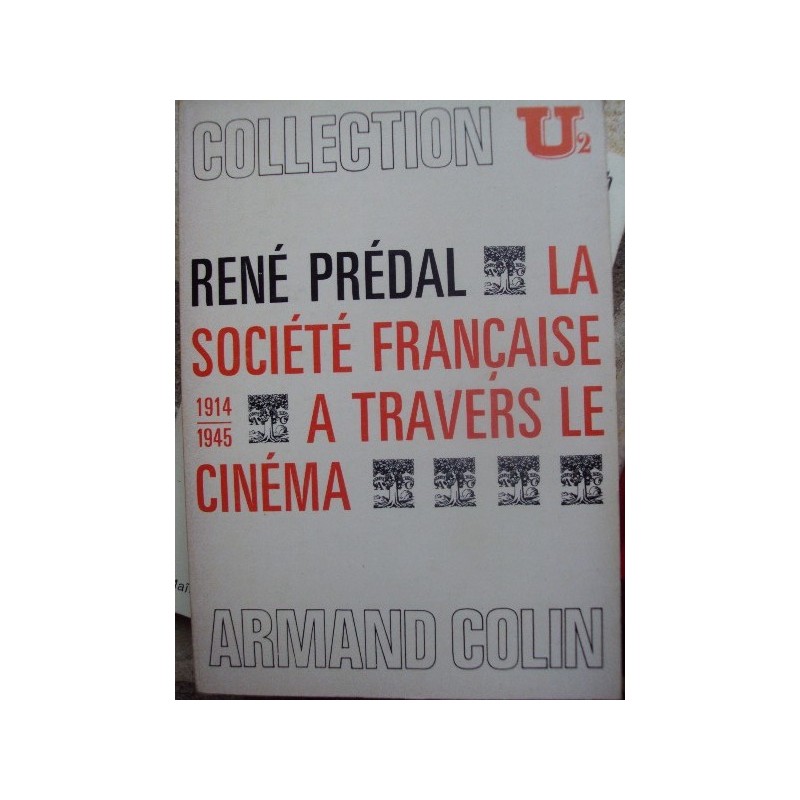 COLLECTION U2
RENÉ PRÉDAL LA
SOCIÉTÉ FRANÇAISE
1914
1945 A TRAVERS LE
CINÉMA
ARMAND COLIN